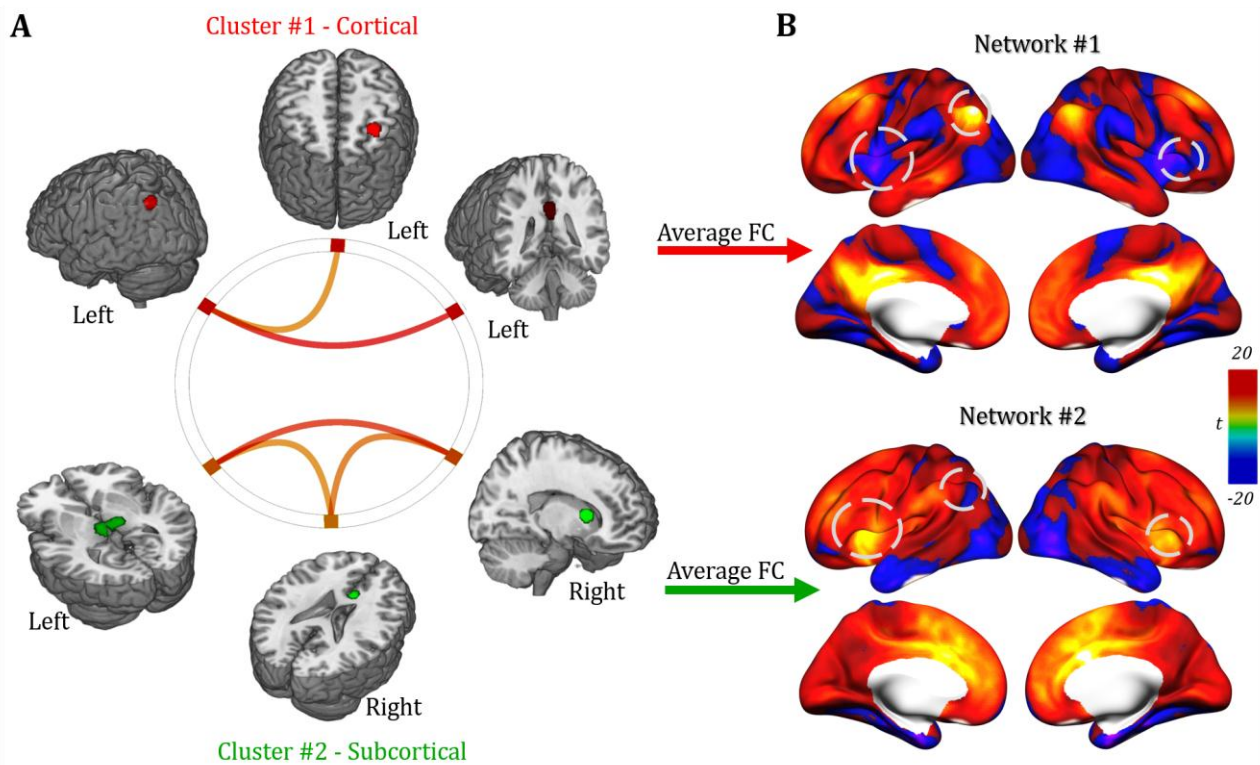 A
Cluster #1 - Cortical
Left
Left
Left
Left
Right
Right
Cluster #2 - Subcortical
B
Network #1
Average FC
20
t
-20
Network #2
Average FC